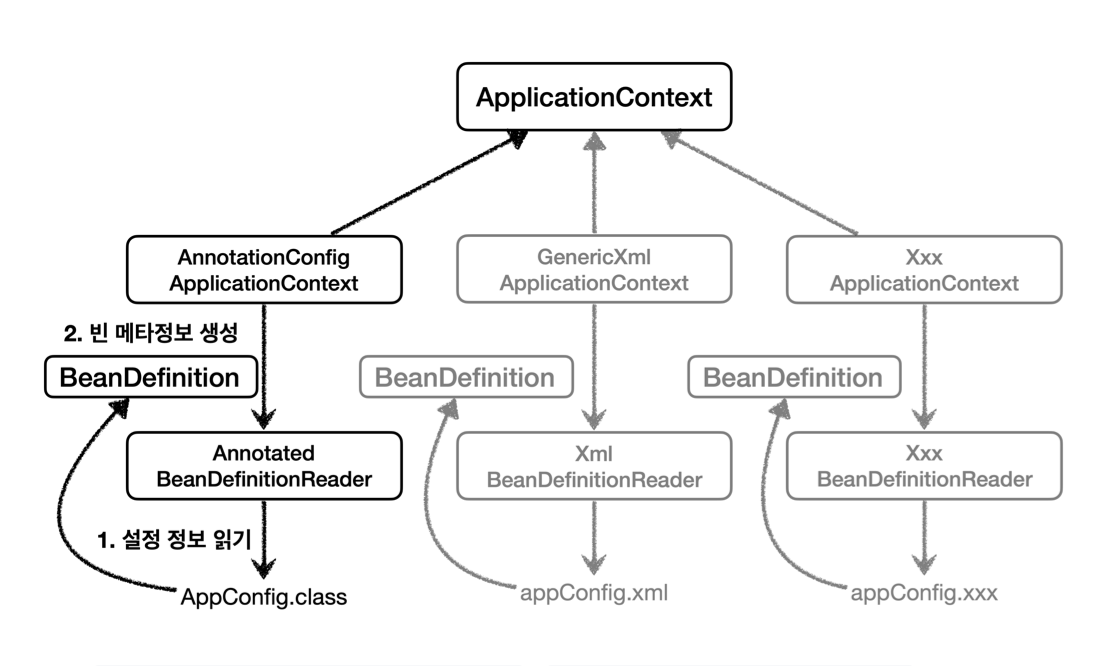 ApplicationContext
AnnotationConfig
ApplicationContext
GenericXml
ApplicationContext
Xxx
ApplicationContext
2. 빈 메타정보 생성
BeanDefinition
BeanDefinition
BeanDefinition
Annotated
BeanDefinitionReader
Xml
BeanDefinitionReader
Xxx
BeanDefinitionReader
1. 설정 정보 읽기
AppConfig.class
appConfig.xml
appConfig.xxx